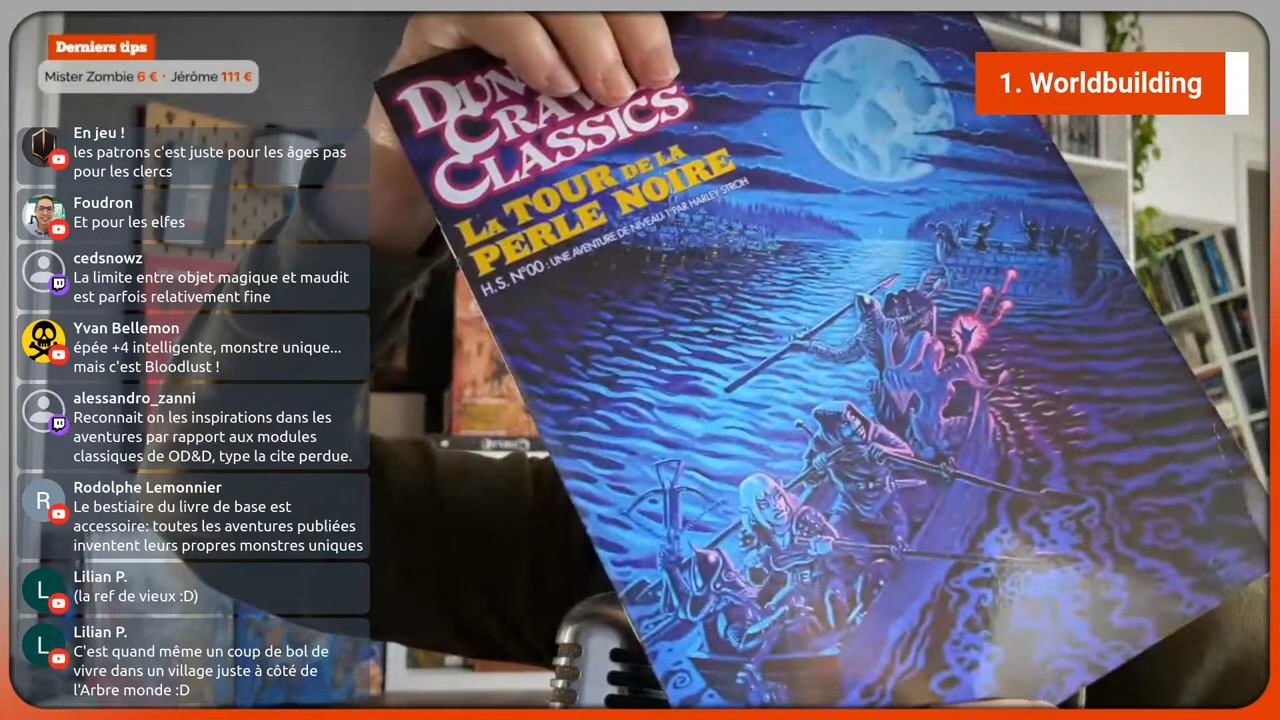 Derniers tips
Mister Zombie 6 € · Jérôme 111 €
1. Worldbuilding
En jeu !
les patrons c'est juste pour les âges pas
pour les clercs
Foudron
Et pour les elfes
cedsnowz
La limite entre objet magique et maudit
est parfois relativement fine
Yvan Bellemon
épée +4 intelligente, monstre unique...
mais c'est Bloodlust !
alessandro_zanni
Reconnait on les inspirations dans les
aventures par rapport aux modules
classiques de OD&D, type la cite perdue.
R
Rodolphe Lemonnier
Le bestiaire du livre de base est
accessoire: toutes les aventures publiées
inventent leurs propres monstres uniques
L
Lilian P.
(la ref de vieux :D)
L
Lilian P.
C'est quand même un coup de bol de
vivre dans un village juste à côté de
l'Arbre monde :D
DUN
CRA
CLASSICS
LA TOUR DE LA
PERLE NOIRE
H.S. N°00 : UNE AVENTURE DE NIVEAU 1 PAR HARLEY STROH